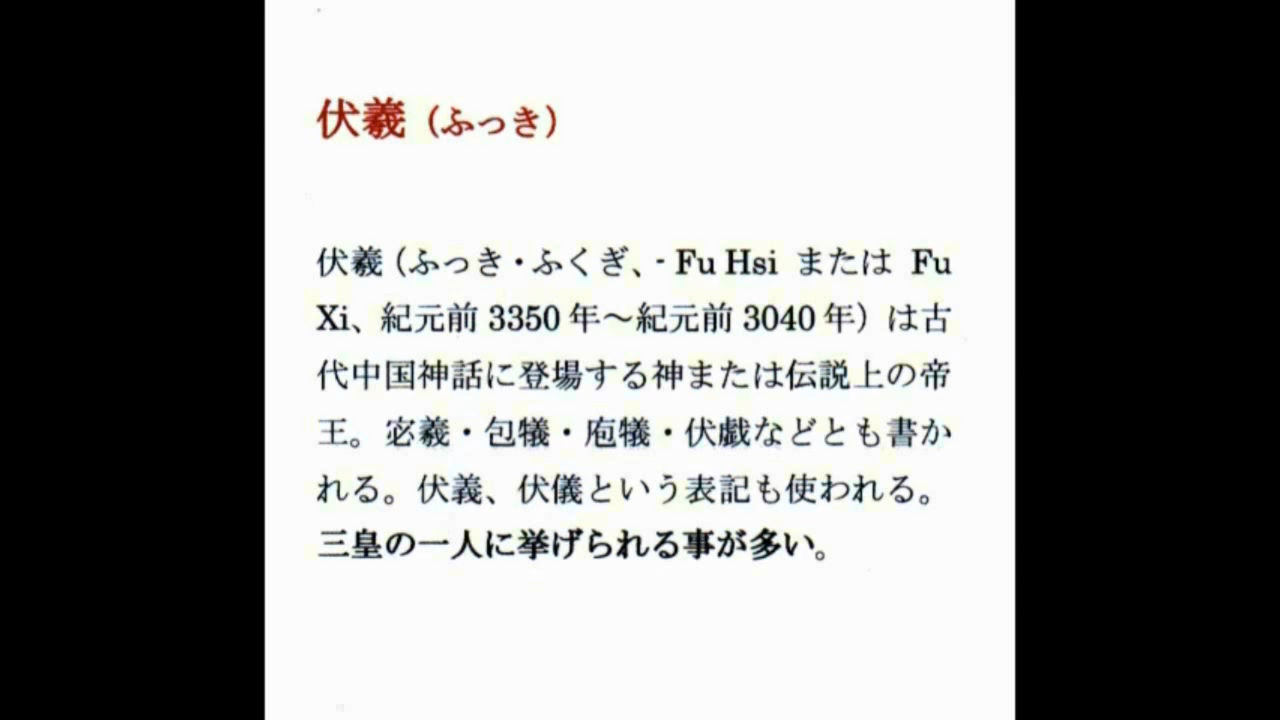 伏羲（ふっき）
伏羲（ふっき・ふくぎ、- Fu Hsi または Fu
Xi、紀元前 3350 年～紀元前 3040 年）は古
代中国神話に登場する神または伝説上の帝
王。宓羲・包犠・庖犠・伏戯などとも書か
れる。伏義、伏儀という表記も使われる。
三皇の一人に挙げられる事が多い。